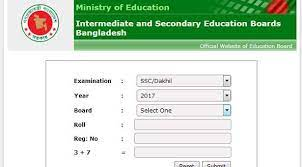 Ministry of Education
Intermediate and Secondary Education Boards
Bangladesh
Official Website of Education Board
Examination : SSC/Dakhil
Year : 2017
Board : Select One
Roll :
Reg: No :
3 + 7 :
Reset Submit